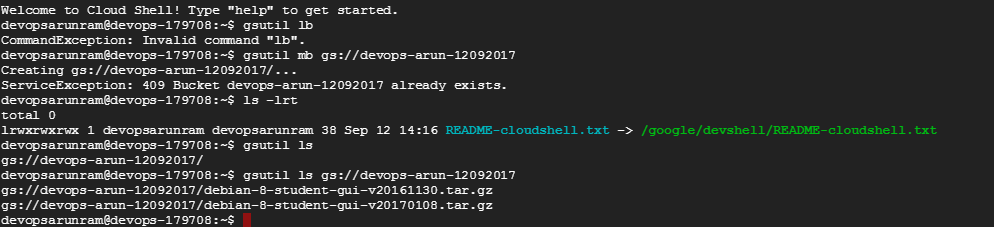 Welcome to Cloud Shell! Type "help" to get started.
devopsarunram@devops-179708:~$ gsutil lb
CommandException: Invalid command "lb".
devopsarunram@devops-179708:~$ gsutil mb gs://devops-arun-12092017
Creating gs://devops-arun-12092017/...
ServiceException: 409 Bucket devops-arun-12092017 already exists.
devopsarunram@devops-179708:~$ ls -lrt
total 0
lrwxrwxrwx 1 devopsarunram devopsarunram 38 Sep 12 14:16 README-cloudshell.txt -> /google/devshell/README-cloudshell.txt
devopsarunram@devops-179708:~$ gsutil ls
gs://devops-arun-12092017/
devopsarunram@devops-179708:~$ gsutil ls gs://devops-arun-12092017
gs://devops-arun-12092017/debian-8-student-gui-v20161130.tar.gz
gs://devops-arun-12092017/debian-8-student-gui-v20170108.tar.gz
devopsarunram@devops-179708:~$